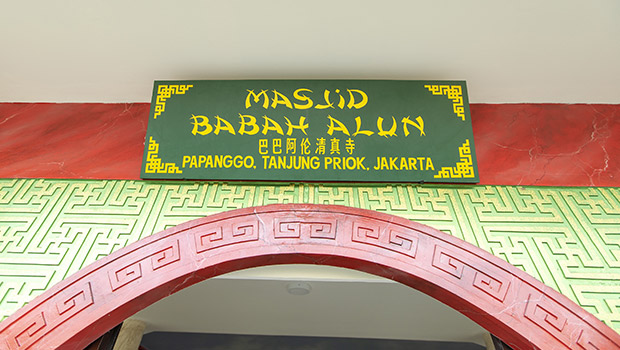 MASJID
BABAH ALUN
巴巴阿伦清真寺
PAPANGGO, TANJUNG PRIOK, JAKARTA